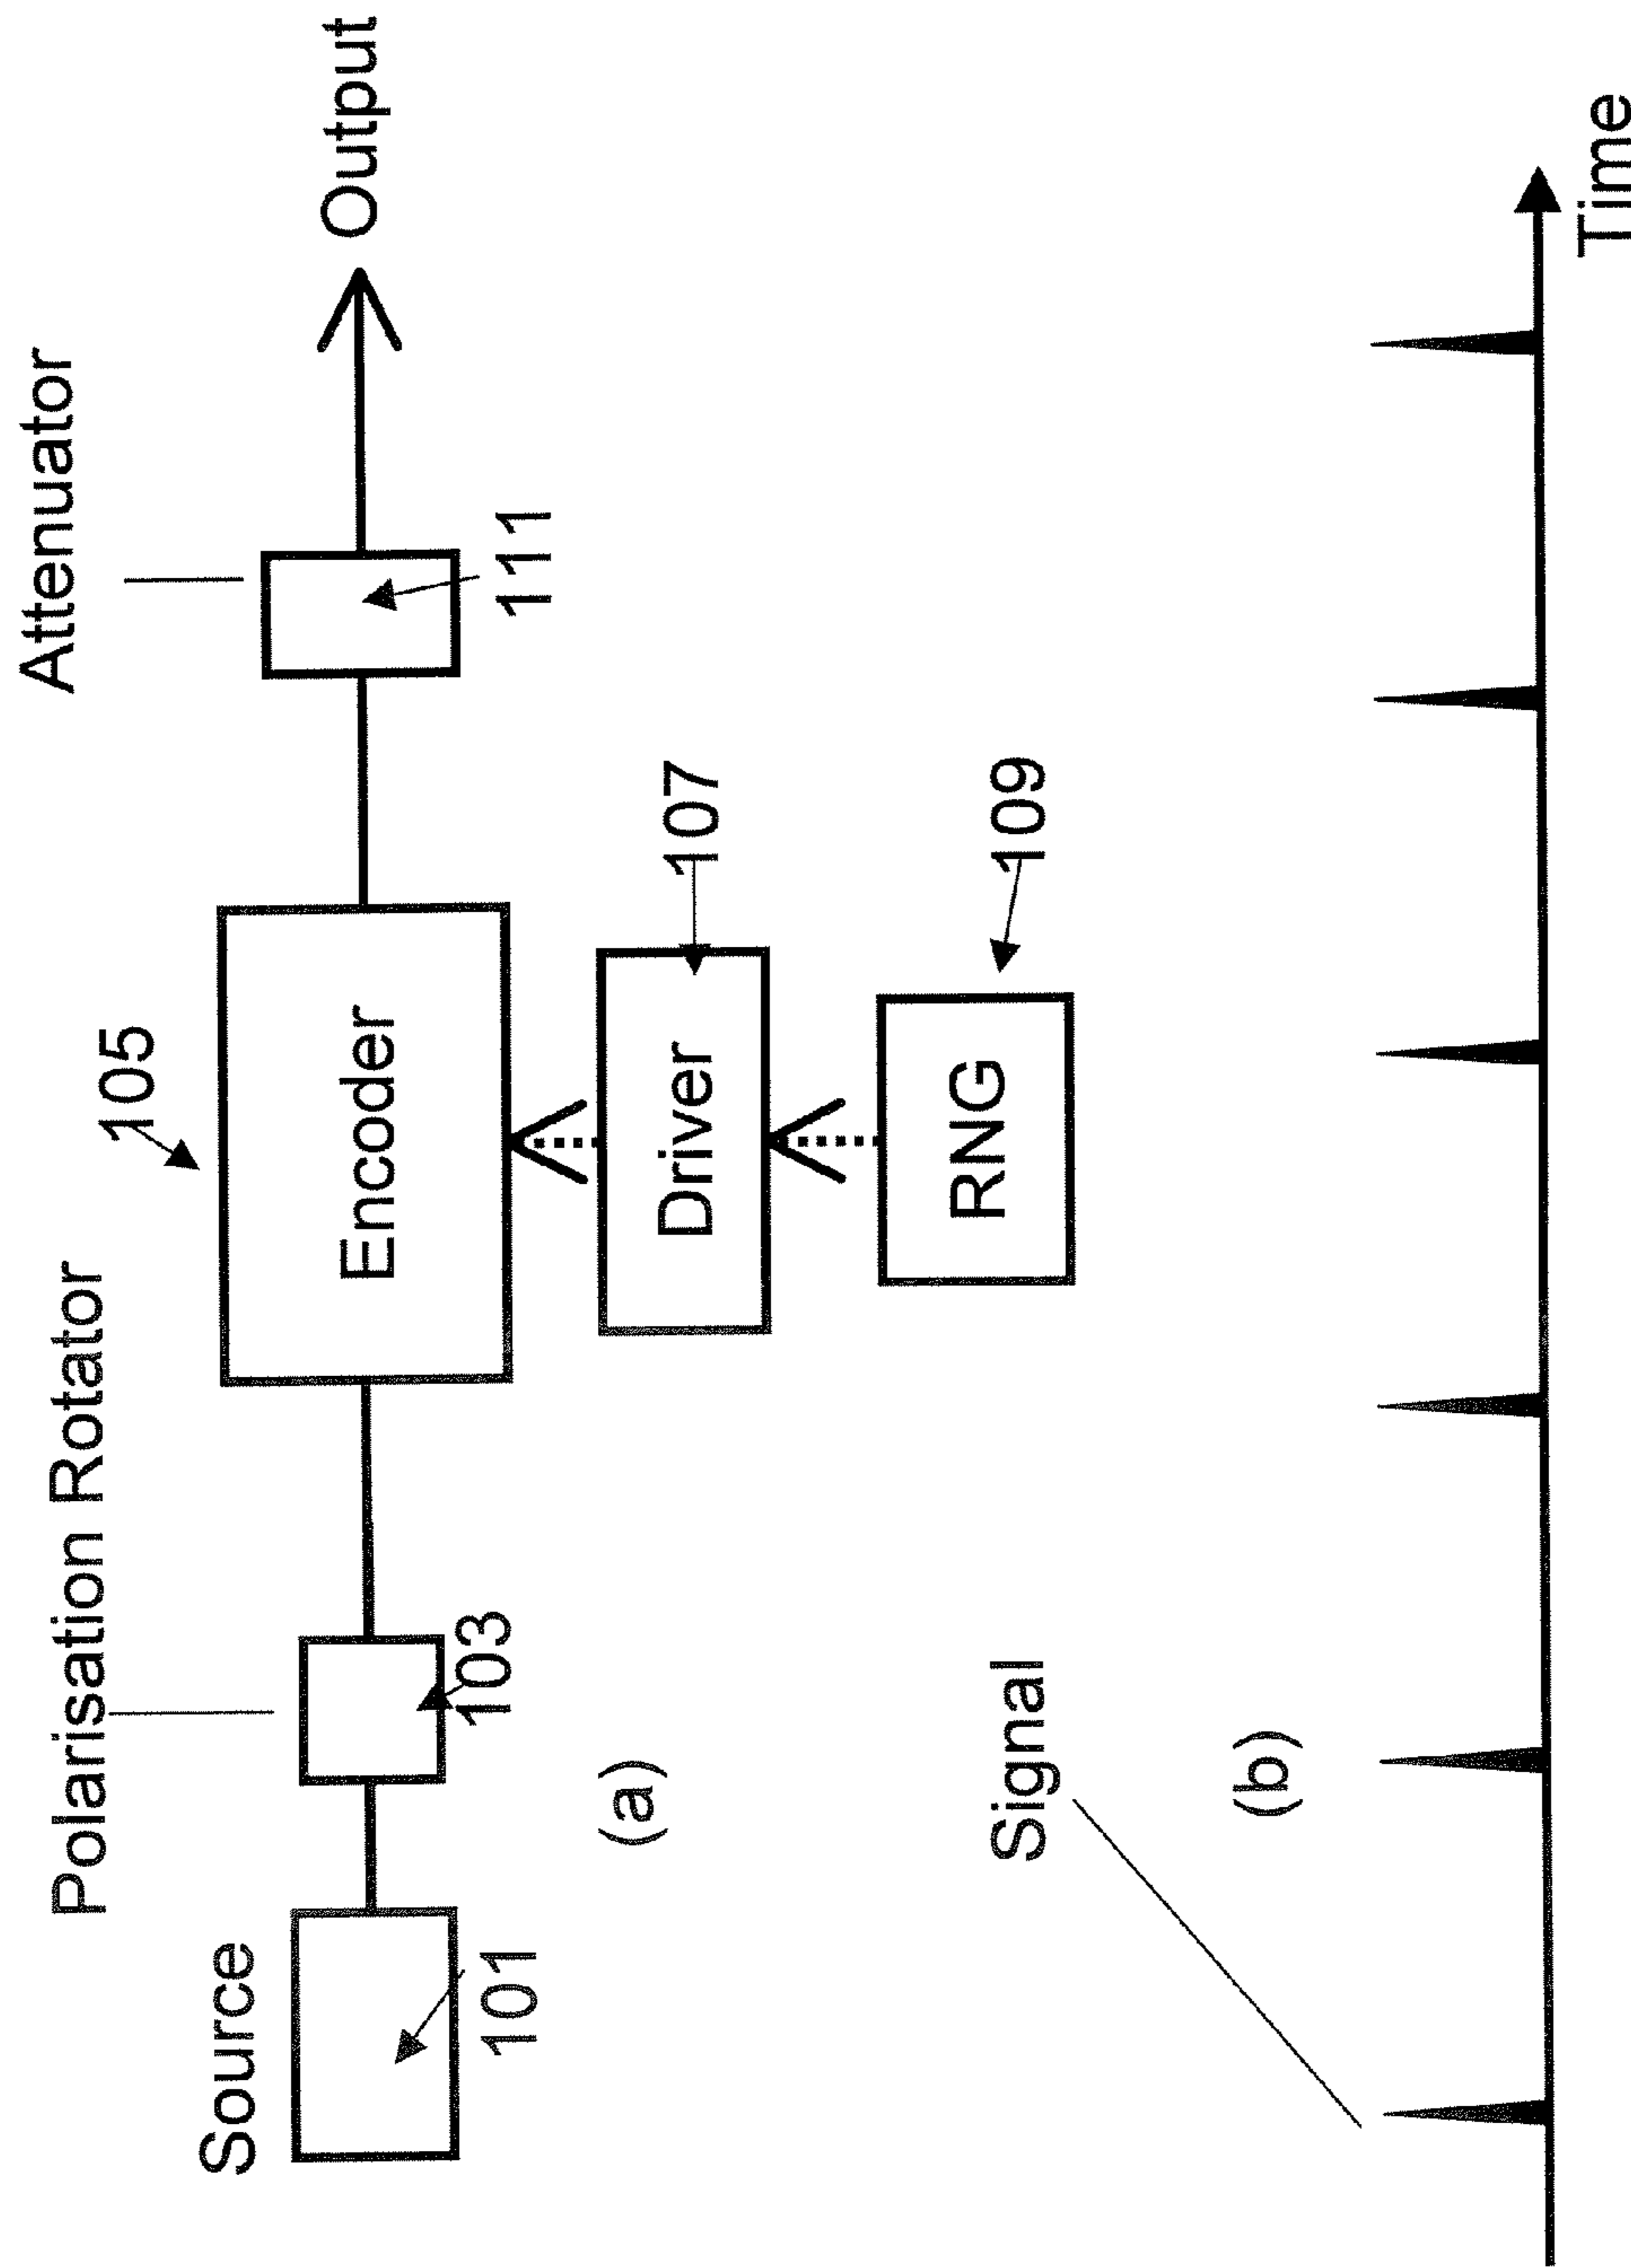 Attenuator
Polarisation Rotator
105
Source
Encoder
Output
103
111
101
Driver
107
(a)
RNG
109
Signal
(b)
Time